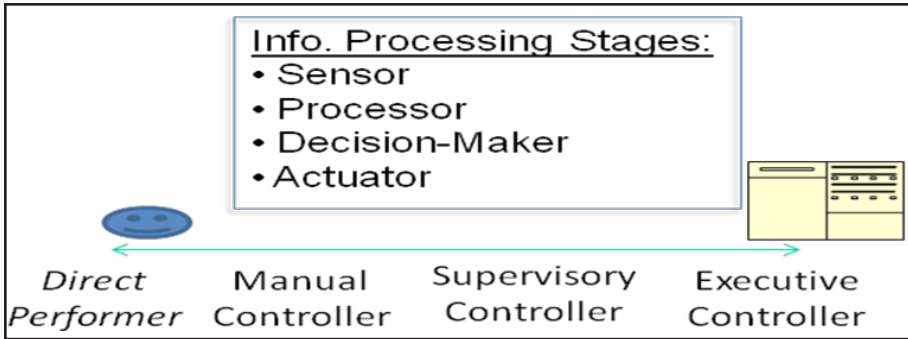 Info. Processing Stages:
• Sensor
• Processor
• Decision-Maker
• Actuator
Direct Performer
Manual Controller
Supervisory Controller
Executive Controller